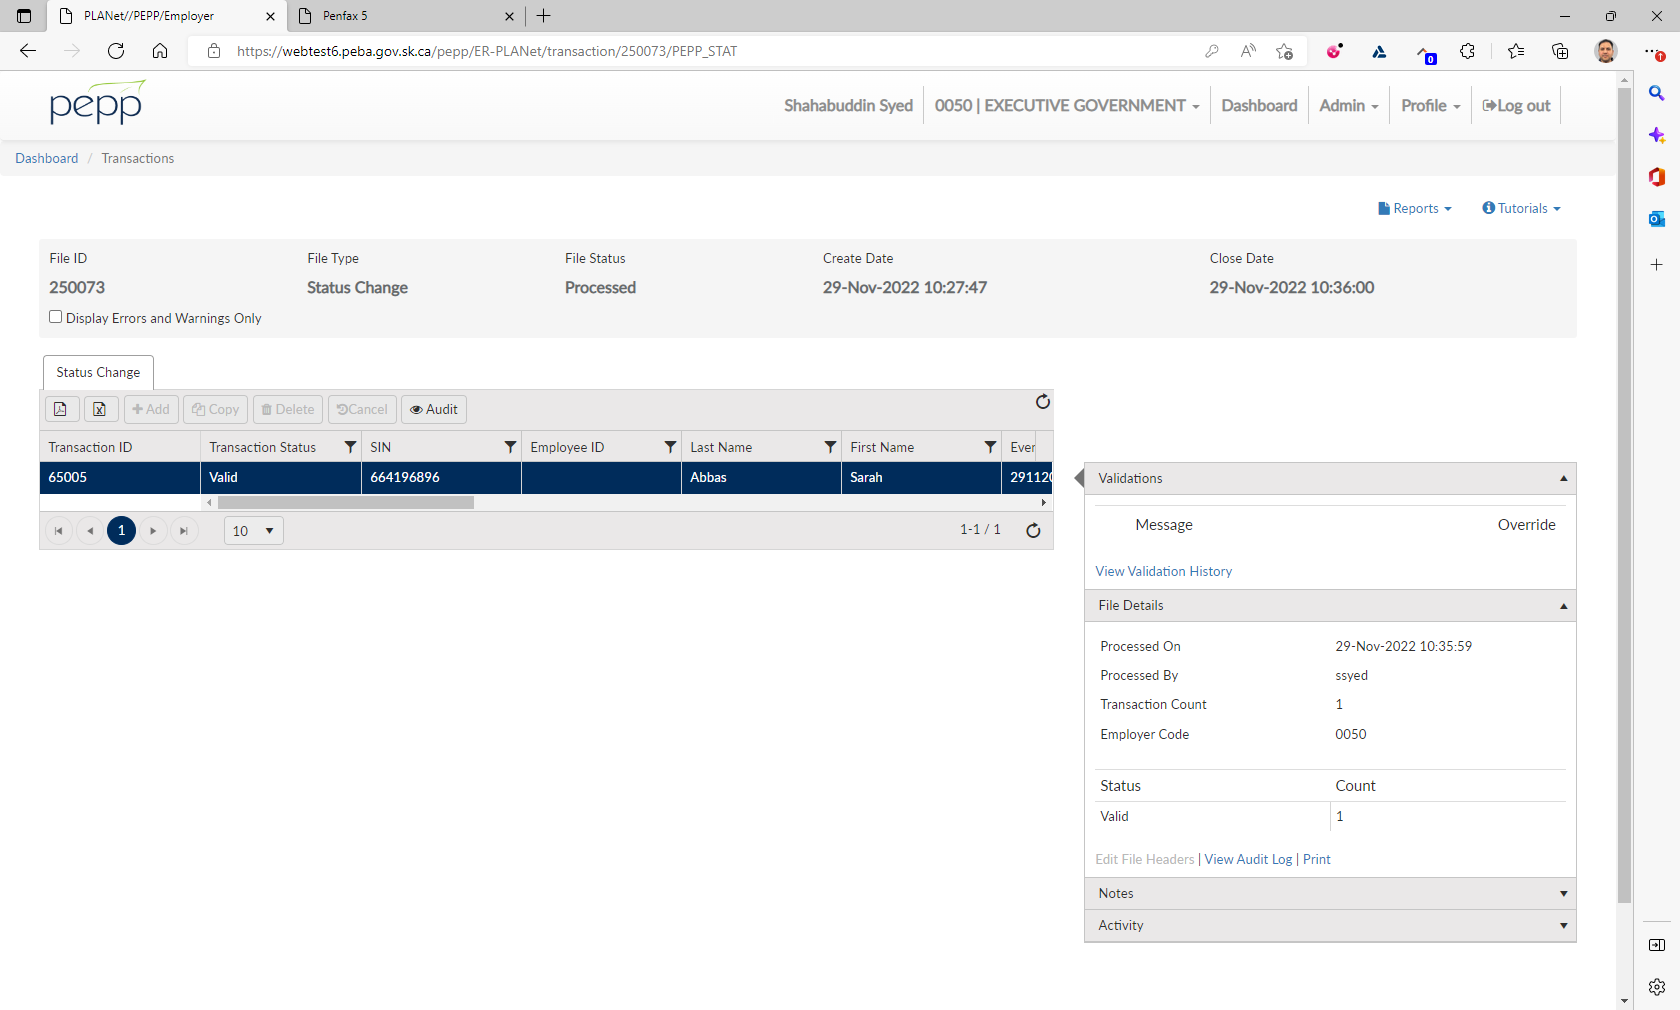 PLANet//PEPP/Employer
Penfax 5
https://webtest6.peba.gov.sk.ca/pepp/ER-PLANet/transaction/250073/PEPP_STAT
0
pepp
Shahabuddin Syed
0050 | EXECUTIVE GOVERNMENT
Dashboard
Admin
Profile
Log out
Dashboard / Transactions
Reports
Tutorials
File ID
File Type
File Status
Create Date
Close Date
250073
Status Change
Processed
29-Nov-2022 10:27:47
29-Nov-2022 10:36:00
Display Errors and Warnings Only
Status Change
Add
Copy
Delete
Cancel
Audit
Transaction ID
Transaction Status
SIN
Employee ID
Last Name
First Name
Ever
65005
Valid
664196896
Abbas
Sarah
291120
1
10
1-1 / 1
Validations
Message
Override
View Validation History
File Details
Processed On
29-Nov-2022 10:35:59
Processed By
ssyed
Transaction Count
1
Employer Code
0050
Status
Count
Valid
1
Edit File Headers | View Audit Log | Print
Notes
Activity